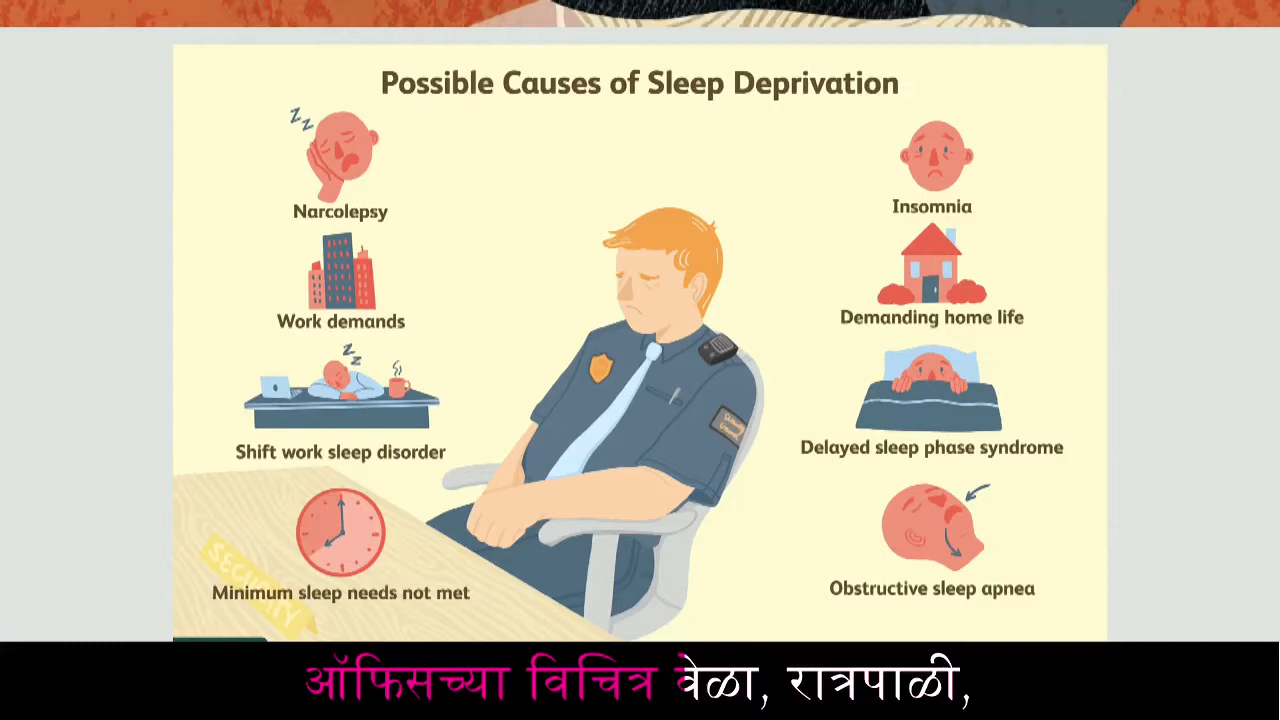 Possible Causes of Sleep Deprivation
Narcolepsy
Insomnia
Work demands
Demanding home life
Shift work sleep disorder
Delayed sleep phase syndrome
Minimum sleep needs not met
Obstructive sleep apnea
SECURITY
ऑफिसच्या विचित्र वेळा, रात्रपाळी,